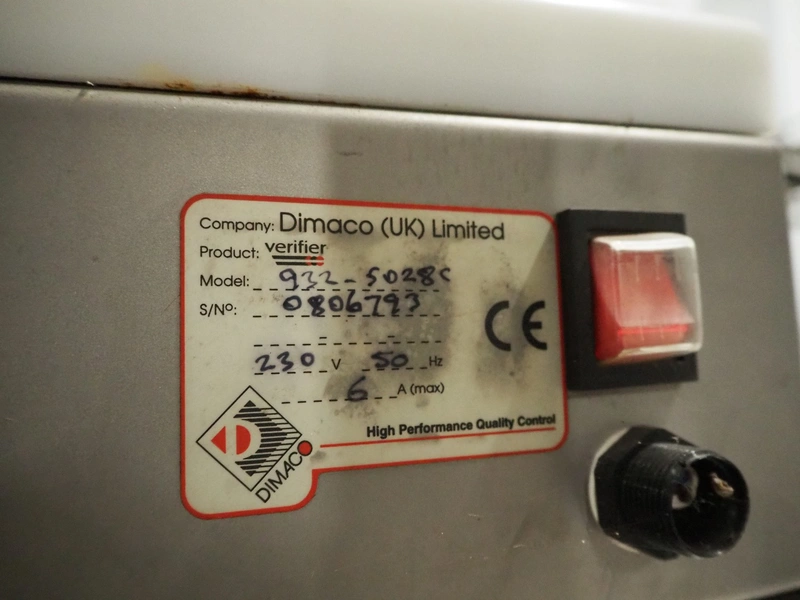 Company: Dimaco (UK) Limited
Product: verifier
Model: 932-5028C
S/Nº: 0806793
- -
230 V 50 Hz
6 A (max)
CE
High Performance Quality Control
DIMACO